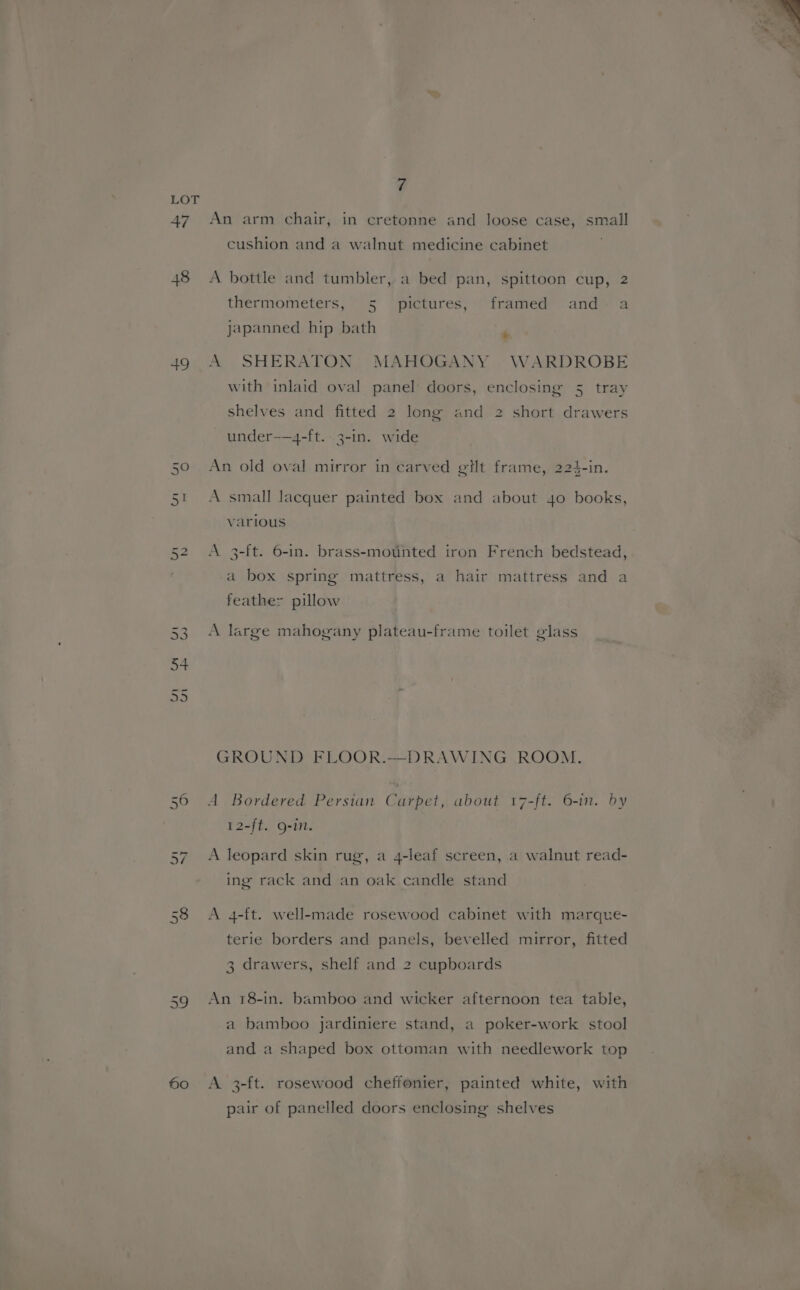 7
LOT
47 An arm chair, in cretonne and loose case, small
cushion and a walnut medicine cabinet
48 A bottle and tumbler, a bed pan, spittoon cup, 2
thermometers, 5 pictures, framed and a
japanned hip bath
49 A SHERATON MAHOGANY WARDROBE
with inlaid oval panel doors, enclosing 5 tray
shelves and fitted 2 long and 2 short drawers
under—4-ft. 3-in. wide
50 An old oval mirror in carved gilt frame, 22½-in.
51 A small lacquer painted box and about 40 books,
various
52 A 3-ft. 6-in. brass-mounted iron French bedstead,
a box spring mattress, a hair mattress and a
feather pillow
53 A large mahogany plateau-frame toilet glass
54
55
GROUND FLOOR.—DRAWING ROOM.
56 A Bordered Persian Carpet, about 17-ft. 6-in. by
12-ft. 9-in.
57 A leopard skin rug, a 4-leaf screen, a walnut read-
ing rack and an oak candle stand
58 A 4-ft. well-made rosewood cabinet with marque-
terie borders and panels, bevelled mirror, fitted
3 drawers, shelf and 2 cupboards
59 An 18-in. bamboo and wicker afternoon tea table,
a bamboo jardiniere stand, a poker-work stool
and a shaped box ottoman with needlework top
60 A 3-ft. rosewood cheffonier, painted white, with
pair of panelled doors enclosing shelves